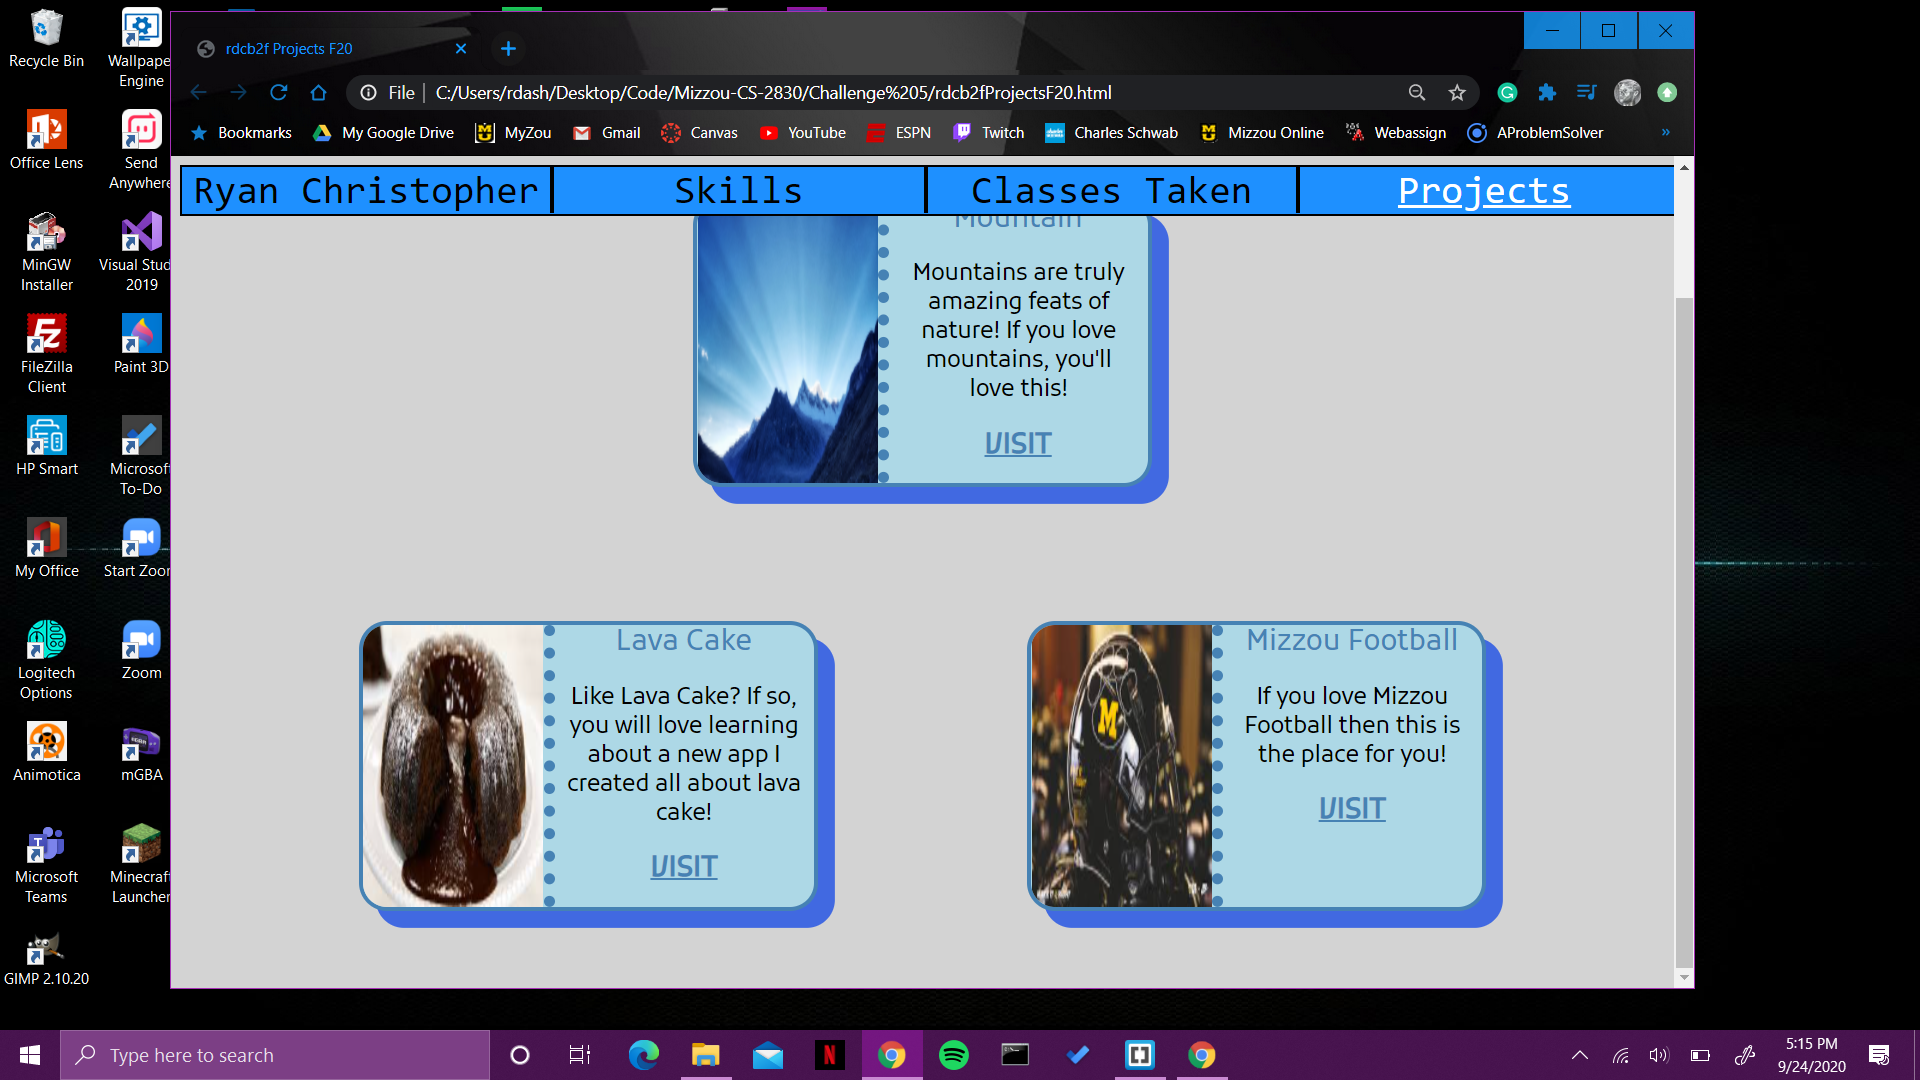 Recycle Bin
Wallpape
Engine
Office Lens
Send
Anywhere
MinGW
Installer
Visual Stud
2019
FileZilla
Client
Paint 3D
HP Smart
Microsof
To-Do
My Office
Start Zoo
Logitech
Options
Zoom
Animotica
mGBA
Microsoft
Teams
Minecraf
Launcher
GIMP 2.10.20
rdcb2f Projects F20
File
C:/Users/rdash/Desktop/Code/Mizzou-CS-2830/Challenge%205/rdcb2fProjectsF20.html
Bookmarks
My Google Drive
MyZou
Gmail
Canvas
YouTube
ESPN
Twitch
Charles Schwab
Mizzou Online
Webassign
AProblemSolver
»
Ryan Christopher
Skills
Classes Taken
Projects
Mountain
Mountains are truly
amazing feats of
nature! If you love
mountains, you'll
love this!
VISIT
Lava Cake
Like Lava Cake? If so,
you will love learning
about a new app I
created all about lava
cake!
VISIT
M
Mizzou Football
If you love Mizzou
Football then this is
the place for you!
VISIT
Type here to search
5:15 PM
9/24/2020